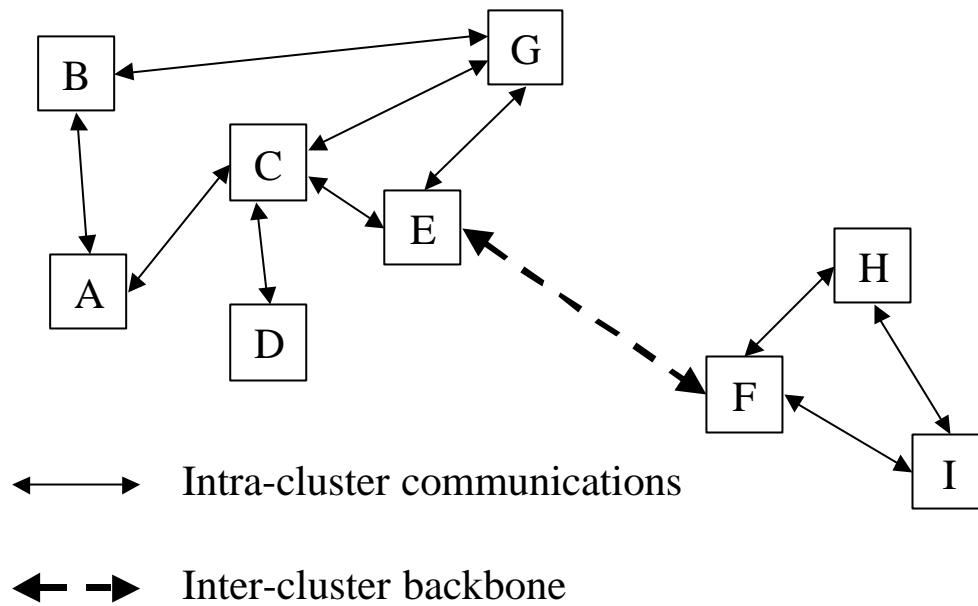 G
B
C
E
A
H
D
F
I
Intra-cluster communications
Inter-cluster backbone